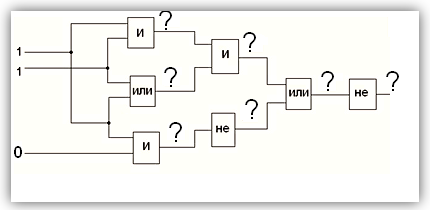 и ?
и ?
1
1
или ? или ? не ?
?
и ? не
0